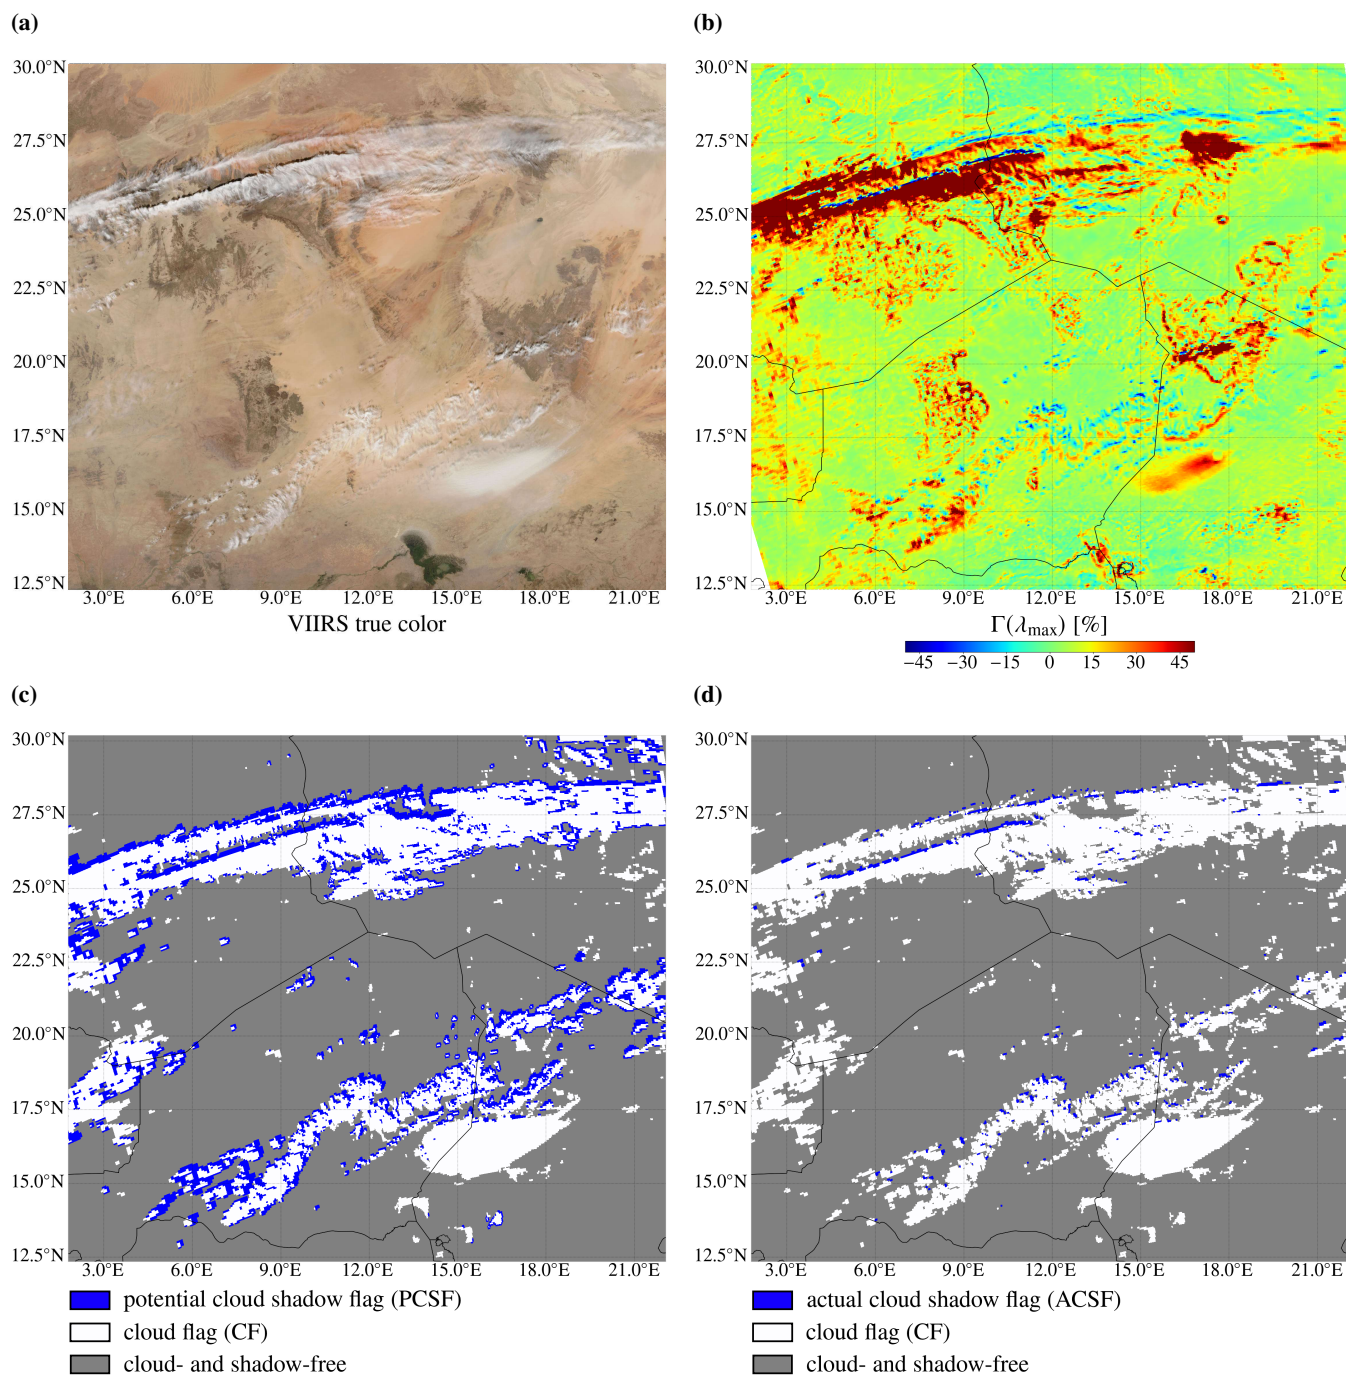 (a)
(b)
30.0°N
27.5°N
25.0°N
22.5°N
20.0°N
17.5°N
15.0°N
12.5°N
3.0°E 6.0°E 9.0°E 12.0°E 15.0°E 18.0°E 21.0°E
VIIRS true color
30.0°N
27.5°N
25.0°N
22.5°N
20.0°N
17.5°N
15.0°N
12.5°N
3.0°E 6.0°E 9.0°E 12.0°E 15.0°E 18.0°E 21.0°E
Γ(λmax) [%]
−45 −30 −15 0 15 30 45
(c)
(d)
30.0°N
27.5°N
25.0°N
22.5°N
20.0°N
17.5°N
15.0°N
12.5°N
3.0°E 6.0°E 9.0°E 12.0°E 15.0°E 18.0°E 21.0°E
potential cloud shadow flag (PCSF)
cloud flag (CF)
cloud- and shadow-free
30.0°N
27.5°N
25.0°N
22.5°N
20.0°N
17.5°N
15.0°N
12.5°N
3.0°E 6.0°E 9.0°E 12.0°E 15.0°E 18.0°E 21.0°E
actual cloud shadow flag (ACSF)
cloud flag (CF)
cloud- and shadow-free